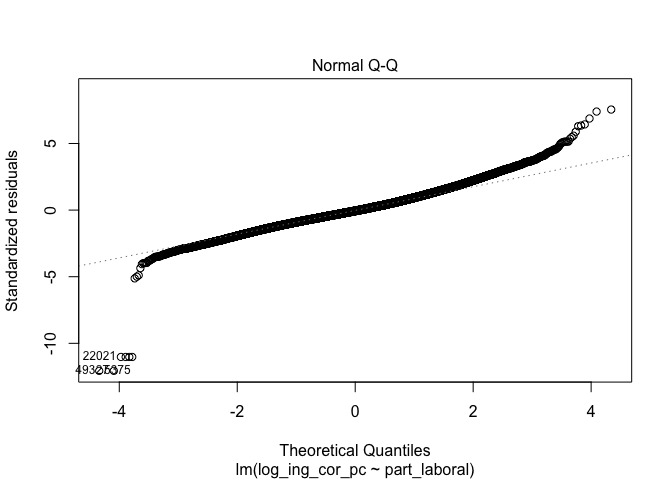 Normal Q-Q
Standardized residuals
5
0
-5
-10
22021
-4
-2
0
2
4
Theoretical Quantiles
lm(log_ing_cor_pc ~ part_laboral)